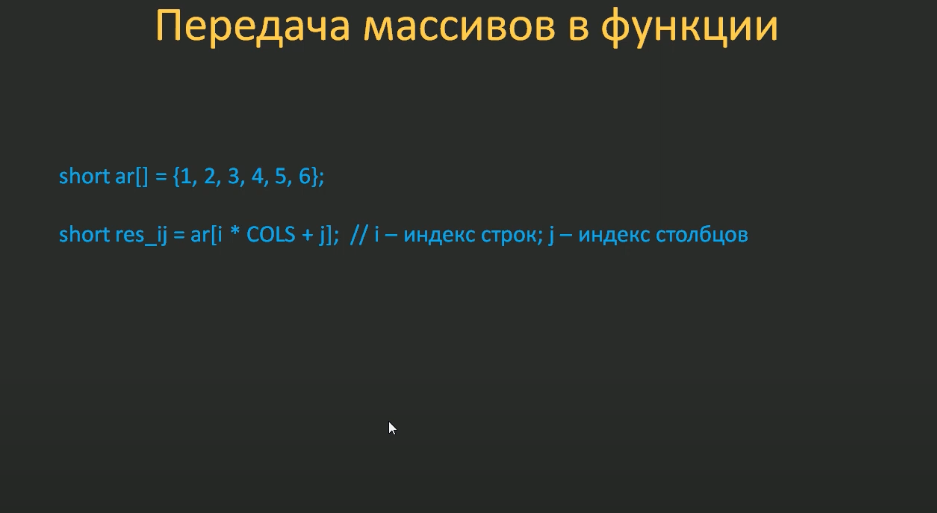 Передача массивов в функции
short ar[] = {1, 2, 3, 4, 5, 6};
short res_ij = ar[i * COLS + j]; // i – индекс строк; j – индекс столбцов